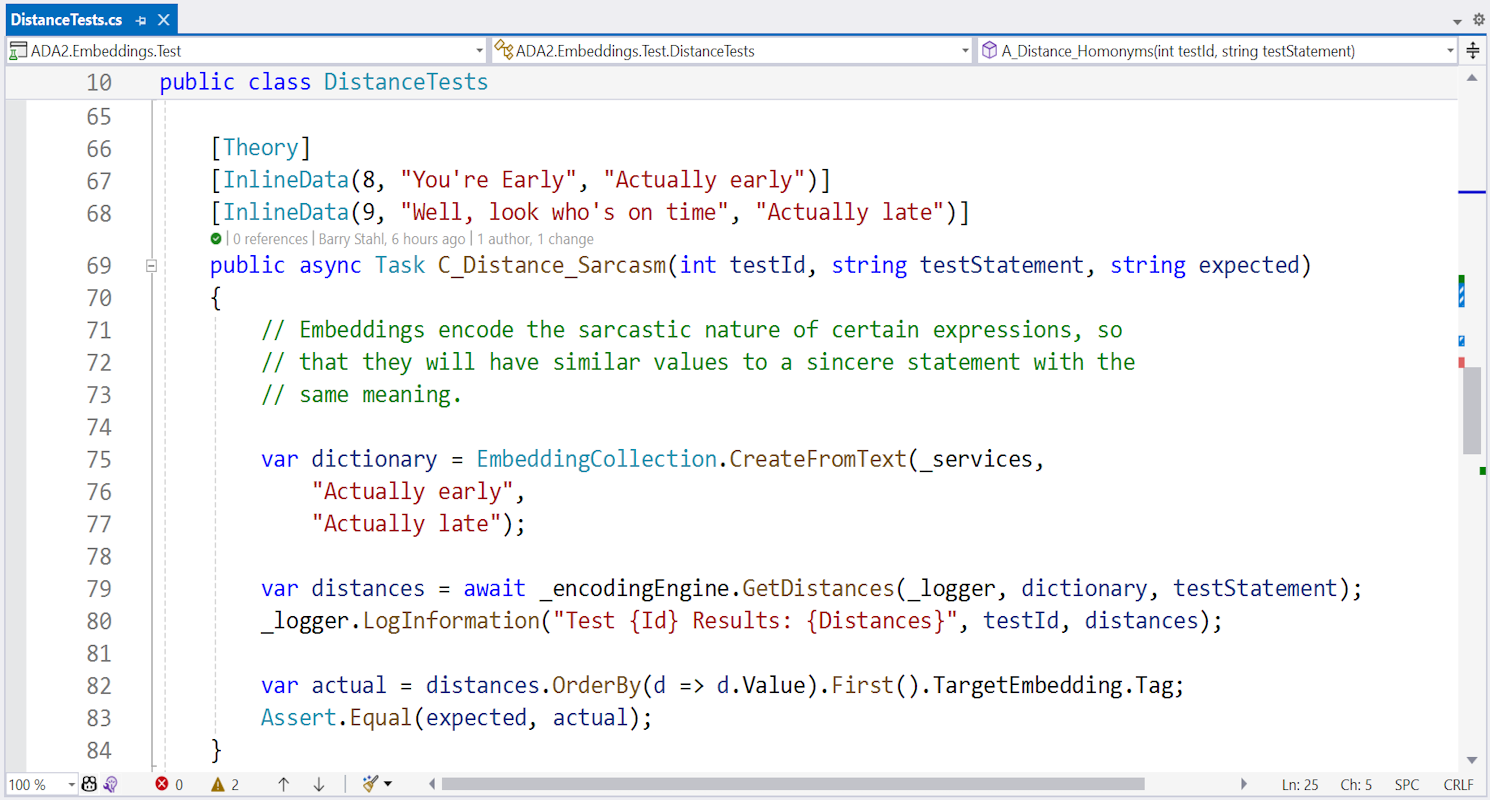 DistanceTests.cs
ADA2.Embeddings.Test
ADA2.Embeddings.Test.DistanceTests
A_Distance_Homonyms(int testId, string testStatement)
10 public class DistanceTests
65
66 [Theory]
67 [InlineData(8, "You're Early", "Actually early")]
68 [InlineData(9, "Well, look who's on time", "Actually late")]
0 references | Barry Stahl, 6 hours ago | 1 author, 1 change
69 public async Task C_Distance_Sarcasm(int testId, string testStatement, string expected)
70 {
71 // Embeddings encode the sarcastic nature of certain expressions, so
72 // that they will have similar values to a sincere statement with the
73 // same meaning.
74
75 var dictionary = EmbeddingCollection.CreateFromText(_services,
76 "Actually early",
77 "Actually late");
78
79 var distances = await _encodingEngine.GetDistances(_logger, dictionary, testStatement);
80 _logger.LogInformation("Test {Id} Results: {Distances}", testId, distances);
81
82 var actual = distances.OrderBy(d => d.Value).First().TargetEmbedding.Tag;
83 Assert.Equal(expected, actual);
84 }
100 % 0 2 Ln: 25 Ch: 5 SPC CRLF